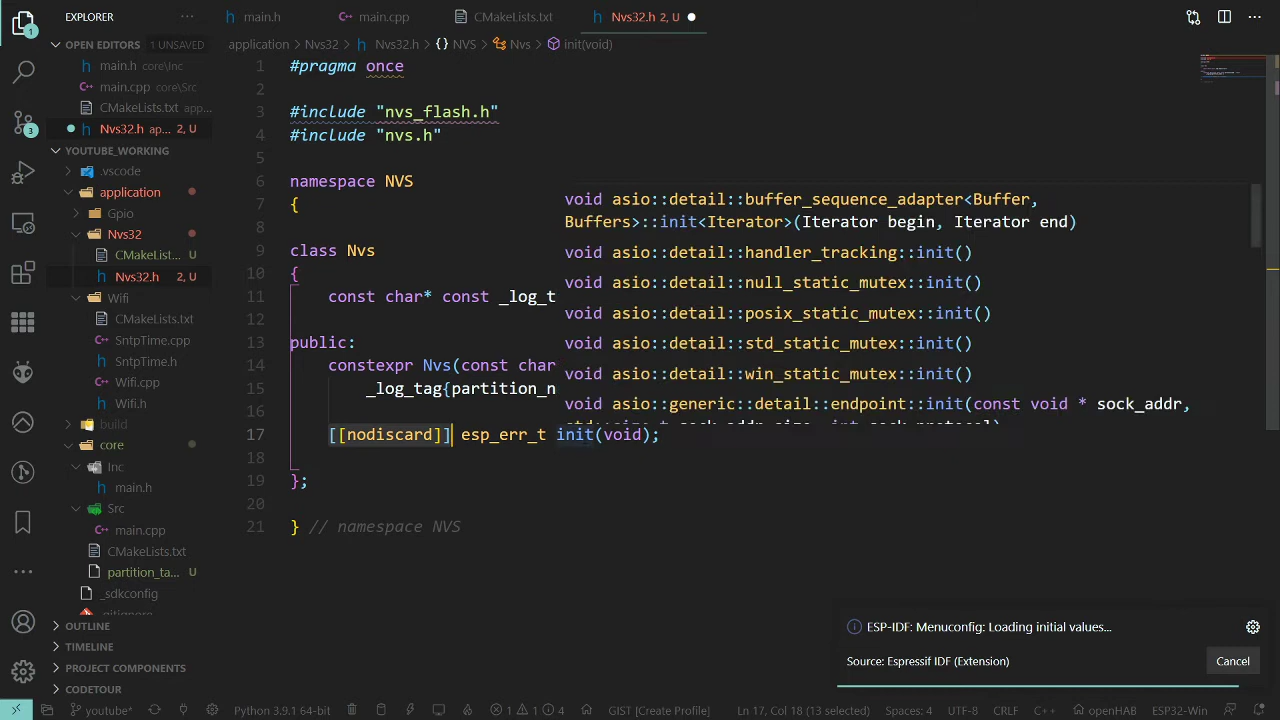 EXPLORER
OPEN EDITORS 1 UNSAVED
main.h core\Inc
main.cpp core\Src
CMakeLists.txt app...
Nvs32.h ap... 2, U
YOUTUBE_WORKING
.vscode
application
Gpio
Nvs32
CMakeLists.... U
Nvs32.h 2, U
Wifi
CMakeLists.txt
SntpTime.cpp
SntpTime.h
Wifi.cpp
Wifi.h
build
core
Inc
main.h
Src
main.cpp
CMakeLists.txt
partition_ta... U
_sdkconfig
.gitignore
OUTLINE
TIMELINE
PROJECT COMPONENTS
CODETOUR
main.h main.cpp CMakeLists.txt Nvs32.h 2, U
application > Nvs32 > Nvs32.h > {} NVS > Nvs > init(void)
1 #pragma once
2
3 #include "nvs_flash.h"
4 #include "nvs.h"
5
6 namespace NVS
7 {
8
9 class Nvs
10 {
11 const char* const _log_t
12
13 public:
14 constexpr Nvs(const char
15 _log_tag{partition_n
16
17 [[nodiscard]] esp_err_t init(void);
18
19 };
20
21 } // namespace NVS
void asio::detail::buffer_sequence_adapter<Buffer,
Buffers>::init<Iterator>(Iterator begin, Iterator end)
void asio::detail::handler_tracking::init()
void asio::detail::null_static_mutex::init()
void asio::detail::posix_static_mutex::init()
void asio::detail::std_static_mutex::init()
void asio::detail::win_static_mutex::init()
void asio::generic::detail::endpoint::init(const void * sock_addr,
ESP-IDF: Menuconfig: Loading initial values...
Source: Espressif IDF (Extension)
Cancel
youtube* Python 3.9.1 64-bit 0 1 4 GIST [Create Profile] Ln 17, Col 18 (13 selected) Spaces: 4 UTF-8 CRLF C++ openHAB ESP32-Win